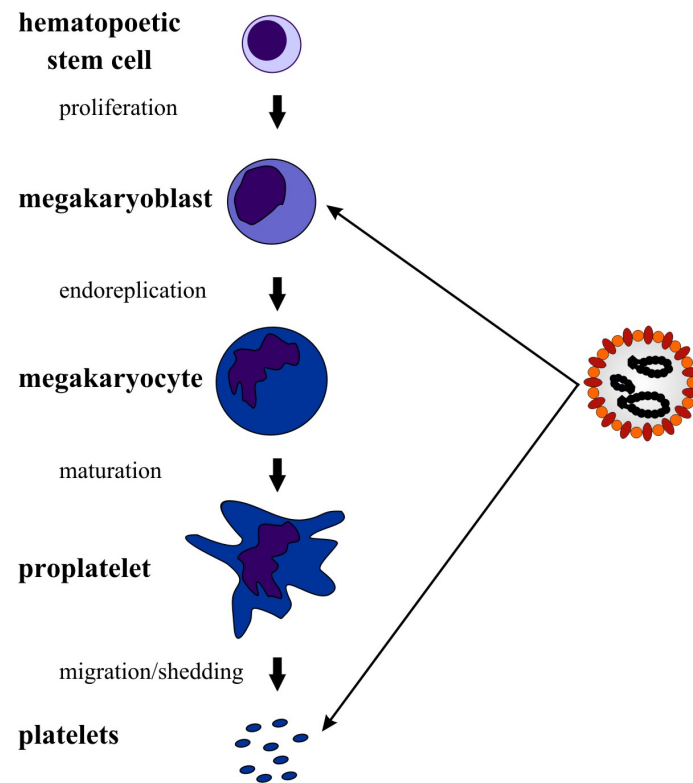 hematopoetic
stem cell
proliferation
megakaryoblast
endoreplication
megakaryocyte
maturation
proplatelet
migration/shedding
platelets